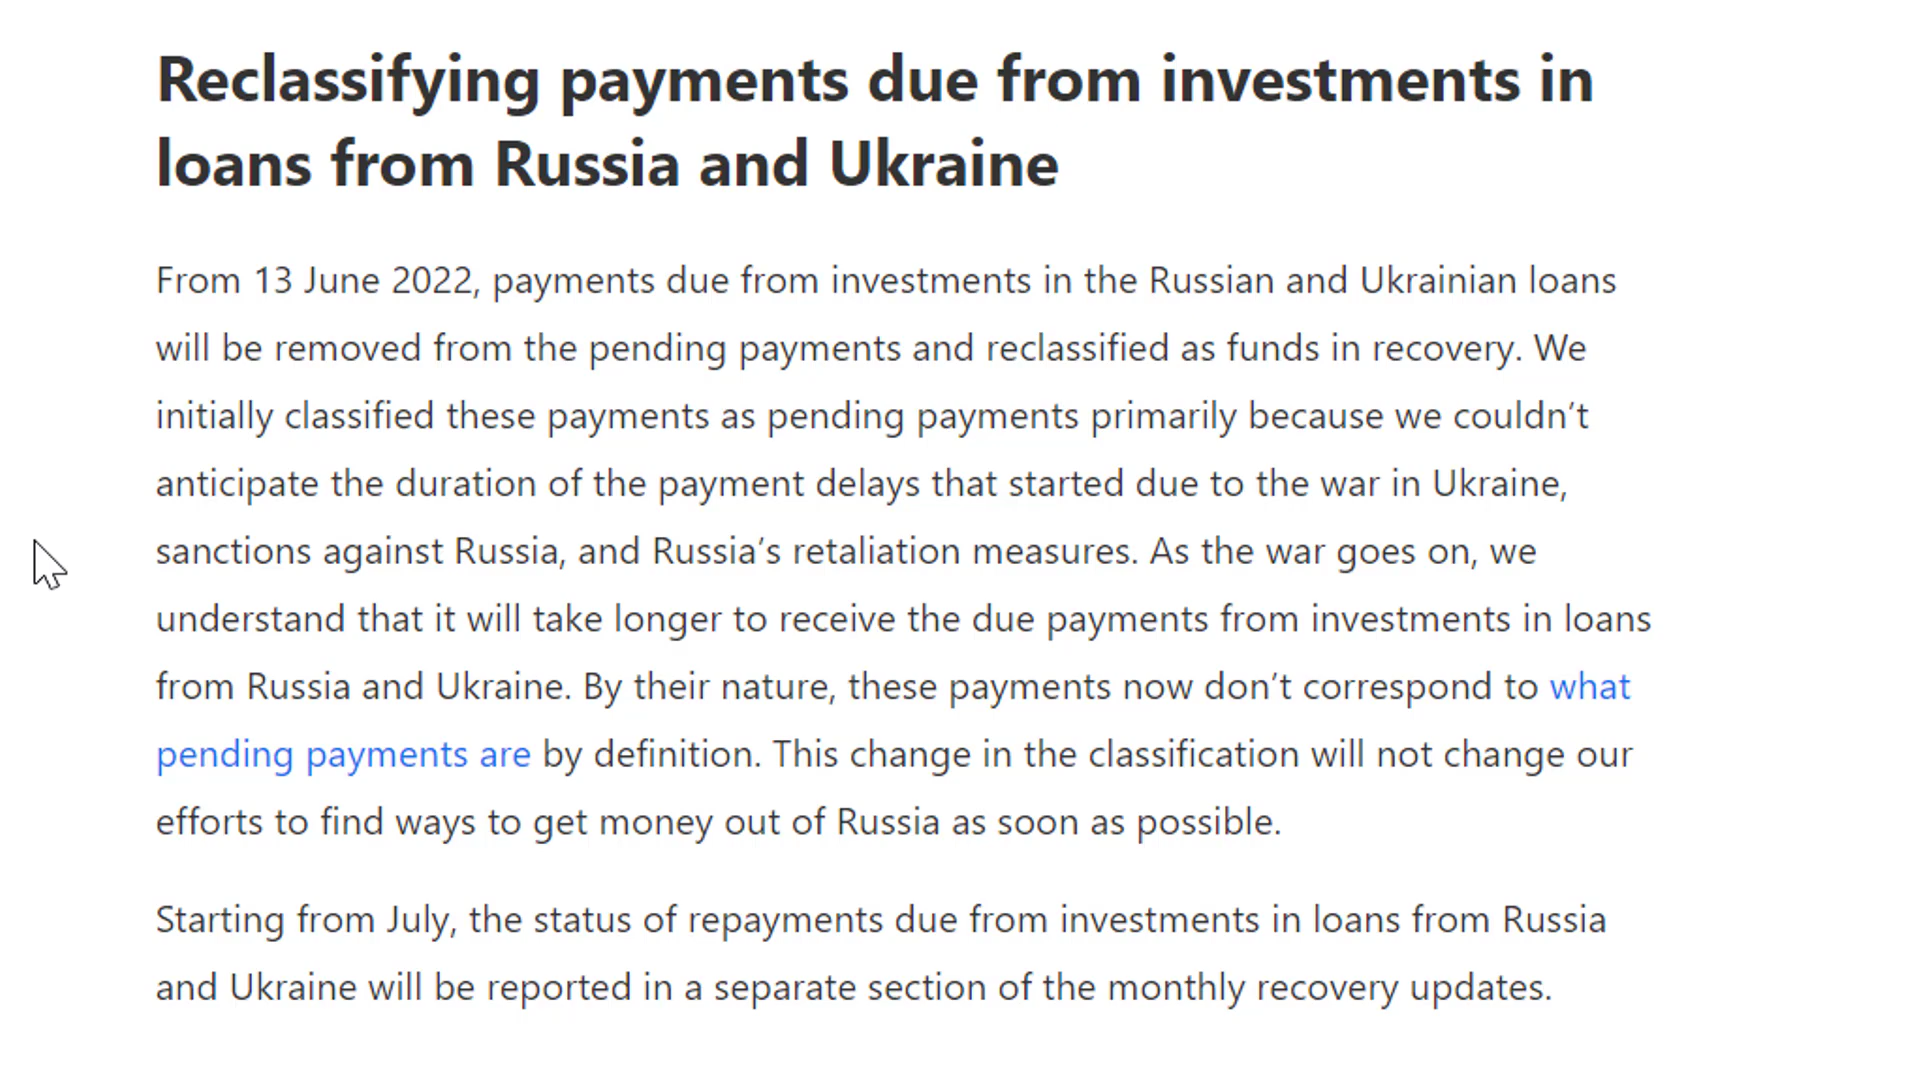 Reclassifying payments due from investments in
loans from Russia and Ukraine
From 13 June 2022, payments due from investments in the Russian and Ukrainian loans
will be removed from the pending payments and reclassified as funds in recovery. We
initially classified these payments as pending payments primarily because we couldn’t
anticipate the duration of the payment delays that started due to the war in Ukraine,
sanctions against Russia, and Russia’s retaliation measures. As the war goes on, we
understand that it will take longer to receive the due payments from investments in loans
from Russia and Ukraine. By their nature, these payments now don’t correspond to what
pending payments are by definition. This change in the classification will not change our
efforts to find ways to get money out of Russia as soon as possible.
Starting from July, the status of repayments due from investments in loans from Russia
and Ukraine will be reported in a separate section of the monthly recovery updates.